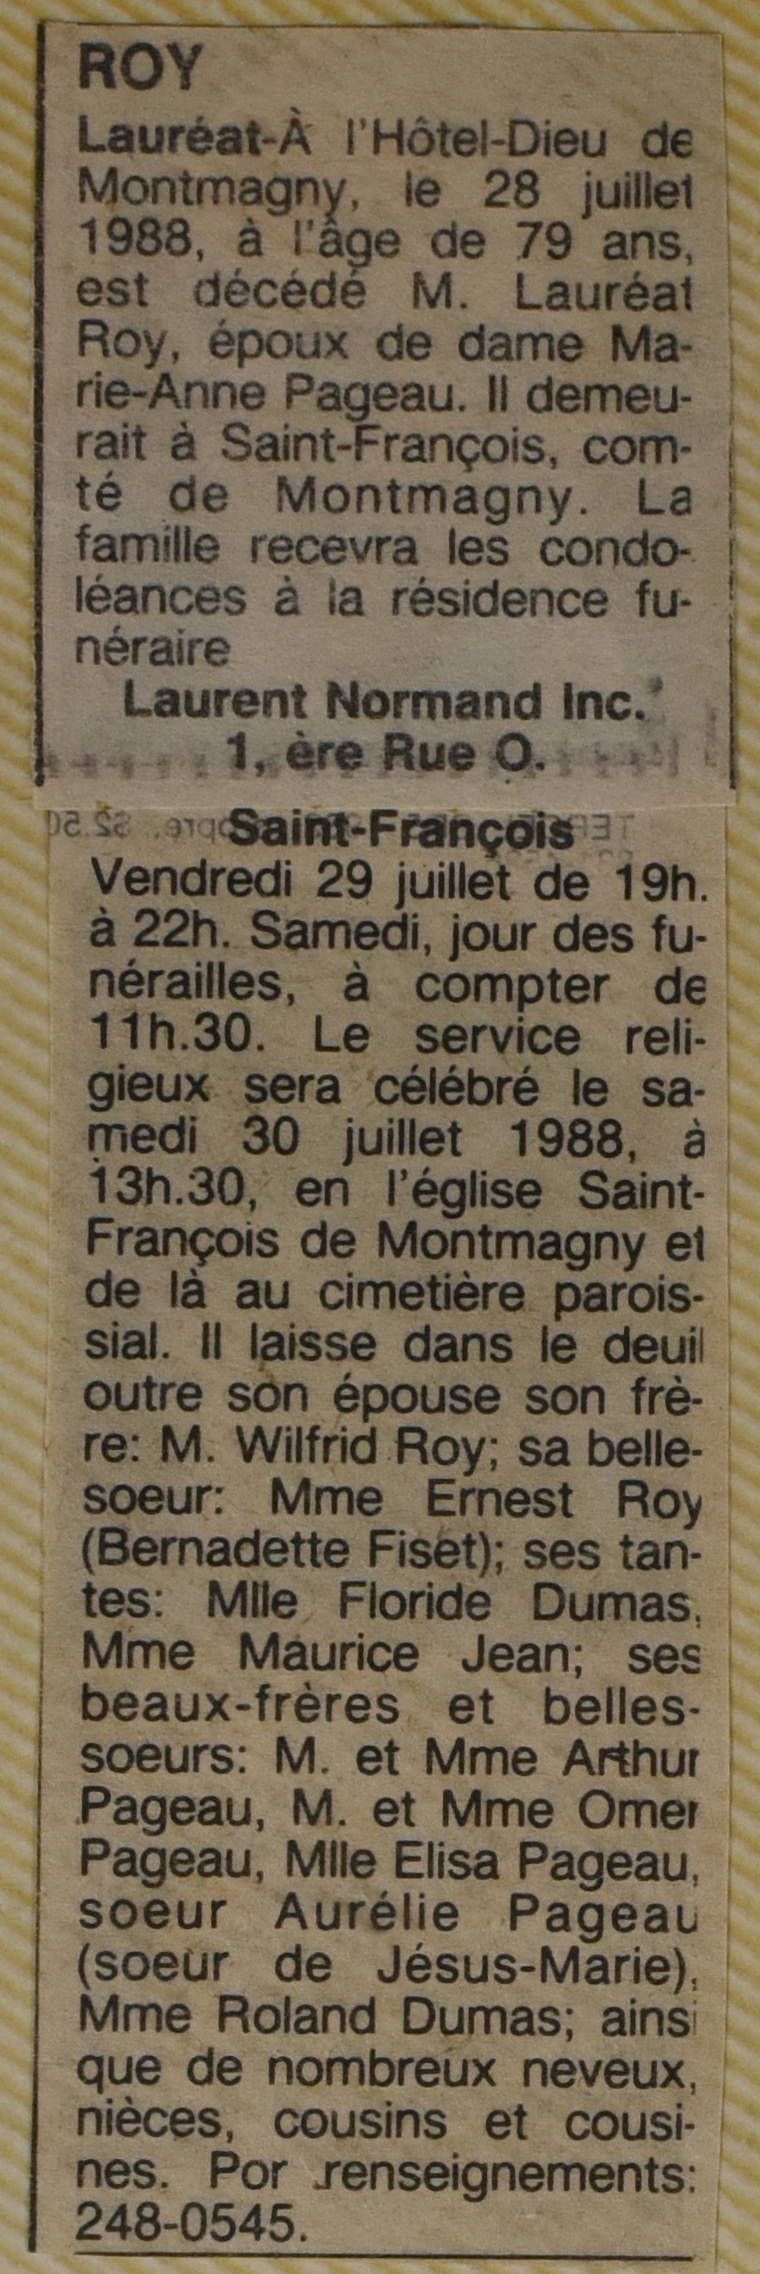 ROY
Lauréat-À l'Hôtel-Dieu de
Montmagny, le 28 juillet
1988, à l'âge de 79 ans,
est décédé M. Lauréat
Roy, époux de dame Ma-
rie-Anne Pageau. Il demeu-
rait à Saint-François, com-
té de Montmagny. La
famille recevra les condo-
léances à la résidence fu-
néraire
Laurent Normand Inc.
1, ère Rue O.
Saint-François
Vendredi 29 juillet de 19h.
à 22h. Samedi, jour des fu-
nérailles, à compter de
11h.30. Le service reli-
gieux sera célébré le sa-
medi 30 juillet 1988, à
13h.30, en l'église Saint-
François de Montmagny et
de là au cimetière parois-
sial. Il laisse dans le deuil
outre son épouse son frè-
re: M. Wilfrid Roy; sa belle-
soeur: Mme Ernest Roy
(Bernadette Fiset); ses tan-
tes: Mlle Floride Dumas,
Mme Maurice Jean; ses
beaux-frères et belles-
soeurs: M. et Mme Arthur
Pageau, M. et Mme Omer
Pageau, Mlle Elisa Pageau,
soeur Aurélie Pageau
(soeur de Jésus-Marie),
Mme Roland Dumas; ainsi
que de nombreux neveux,
nièces, cousins et cousi-
nes. Por renseignements:
248-0545.